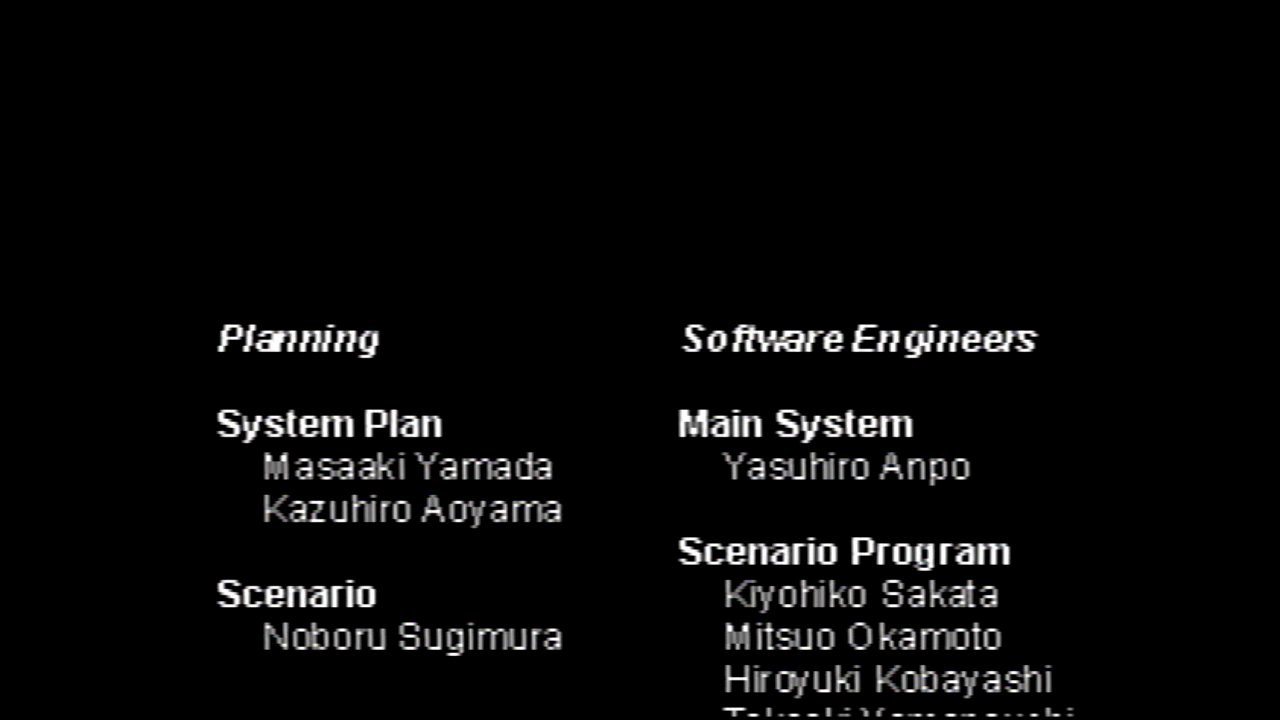 Planning
System Plan
Masaaki Yamada
Kazuhiro Aoyama
Scenario
Noboru Sugimura
Software Engineers
Main System
Yasuhiro Anpo
Scenario Program
Kiyohiko Sakata
Mitsuo Okamoto
Hiroyuki Kobayashi